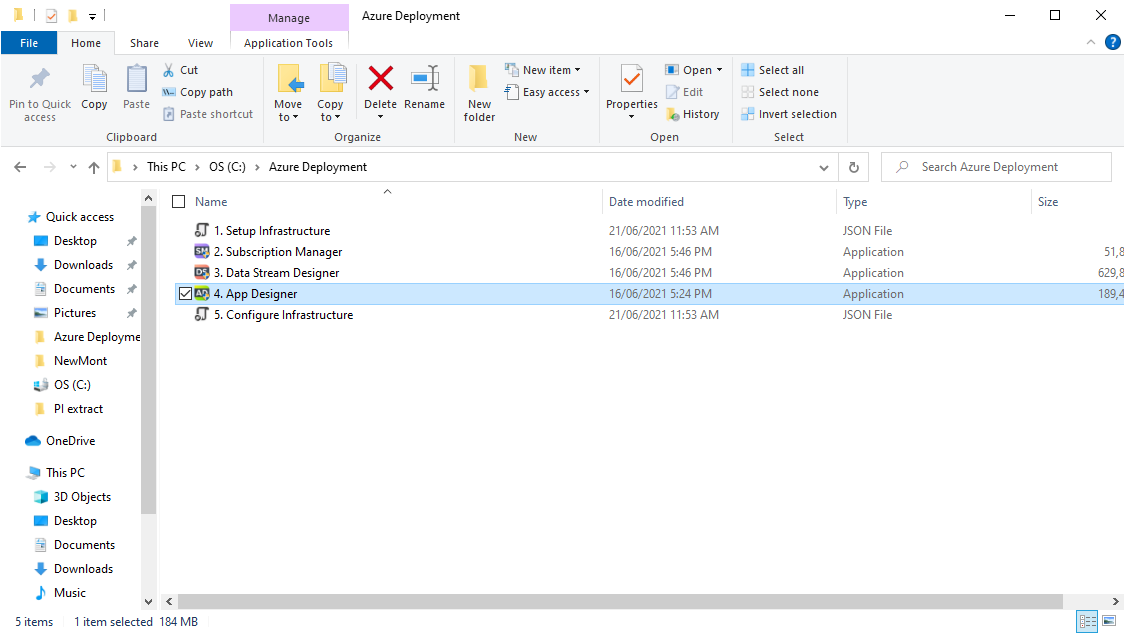 Manage
Azure Deployment
File
Home
Share
View
Application Tools
Pin to Quick access
Copy
Paste
Cut
Copy path
Paste shortcut
Clipboard
Move to
Copy to
Delete
Rename
Organize
New folder
New item
Easy access
New
Properties
Open
Edit
History
Open
Select all
Select none
Invert selection
Select
This PC > OS (C:) > Azure Deployment
Search Azure Deployment
Quick access
Desktop
Downloads
Documents
Pictures
Azure Deployme
NewMont
OS (C:)
PI extract
OneDrive
This PC
3D Objects
Desktop
Documents
Downloads
Music
Name Date modified Type Size
1. Setup Infrastructure 21/06/2021 11:53 AM JSON File
SM 2. Subscription Manager 16/06/2021 5:46 PM Application 51,8
DS 3. Data Stream Designer 16/06/2021 5:46 PM Application 629,8
AD 4. App Designer 16/06/2021 5:24 PM Application 189,4
5. Configure Infrastructure 21/06/2021 11:53 AM JSON File
5 items 1 item selected 184 MB